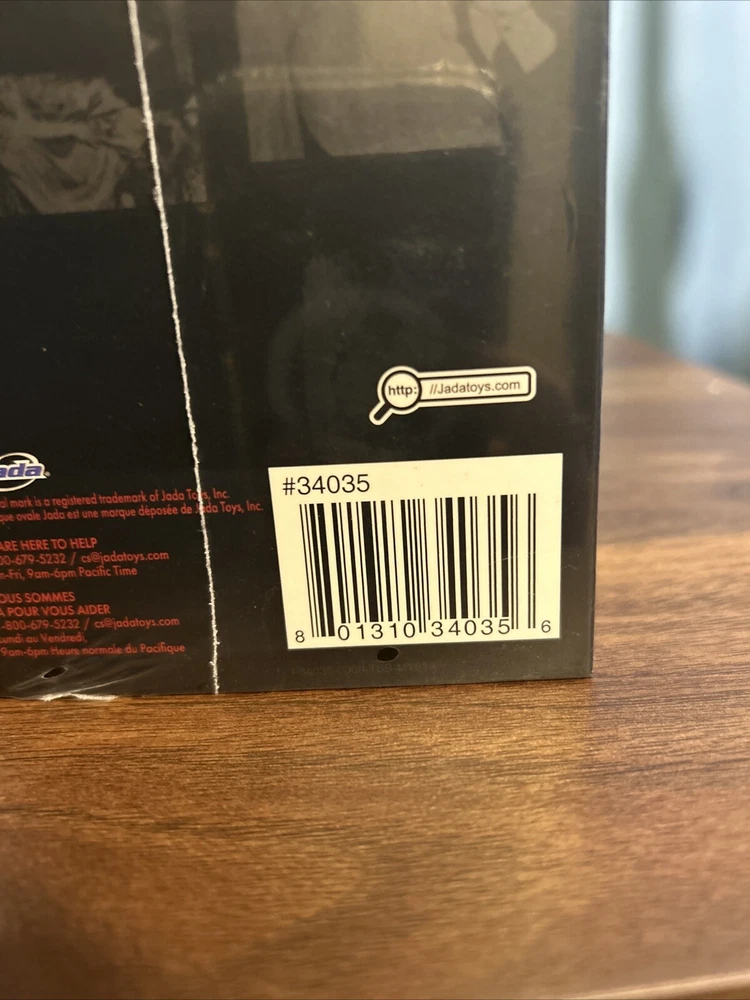 http: //Jadatoys.com
#34035
8 01310 34035 6
ada
al mark is a registered trademark of Jada Toys, Inc.
que ovale Jada est une marque déposée de Jada Toys, Inc.
ARE HERE TO HELP
00-679-5232 / cs@jadatoys.com
n-Fri, 9am-6pm Pacific Time
OUS SOMMES
À POUR VOUS AIDER
-800-679-5232 / cs@jadatoys.com
undi au Vendredi,
9am-6pm Heure normale du Pacifique